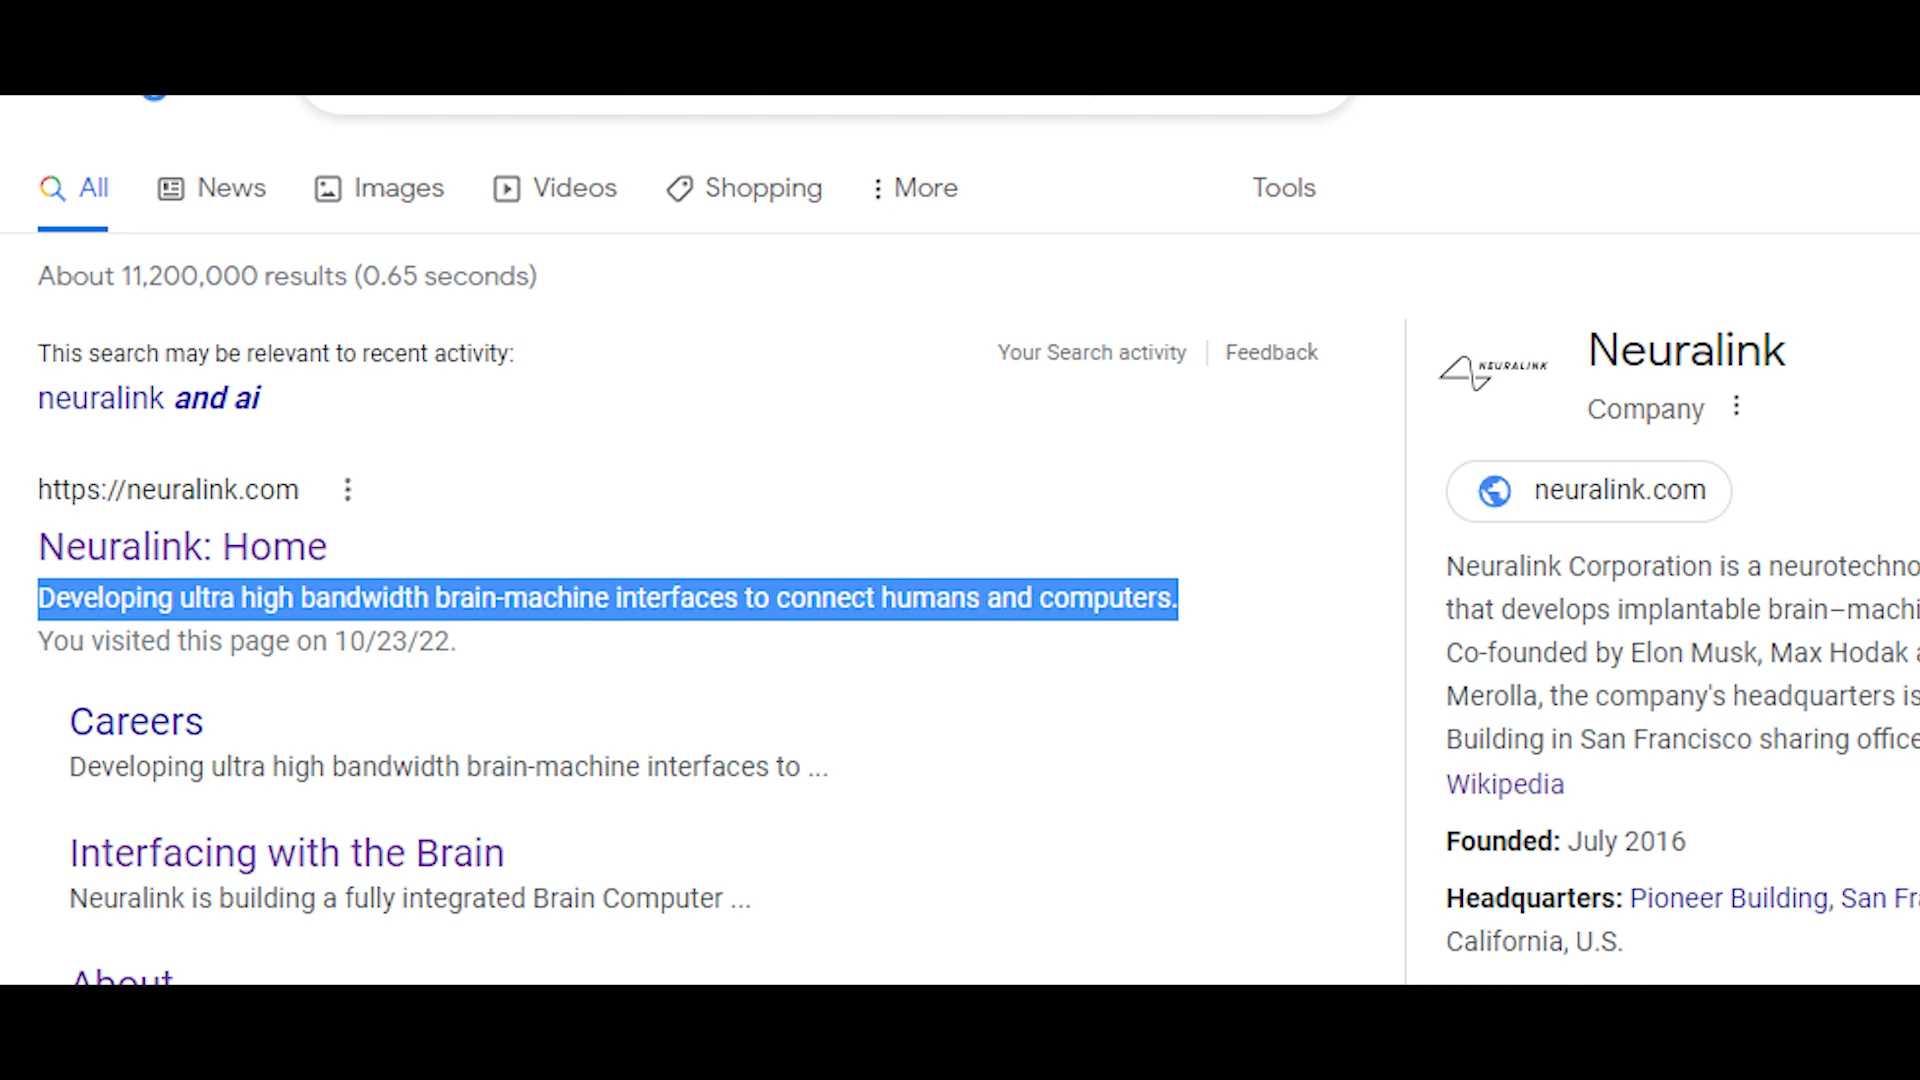 All News Images Videos Shopping More Tools
About 11,200,000 results (0.65 seconds)
This search may be relevant to recent activity:
Your Search activity Feedback
neuralink and ai
https://neuralink.com
Neuralink: Home
Developing ultra high bandwidth brain-machine interfaces to connect humans and computers.
You visited this page on 10/23/22.
Careers
Developing ultra high bandwidth brain-machine interfaces to ...
Interfacing with the Brain
Neuralink is building a fully integrated Brain Computer ...
About
NEURALINK
Neuralink
Company
neuralink.com
Neuralink Corporation is a
that develops implantable
Co-founded by Elon Musk, Max Hodak
Merolla, the company's headquarters is
Building in San Francisco sharing office
Wikipedia
Founded: July 2016
Headquarters: Pioneer Building, San
California, U.S.